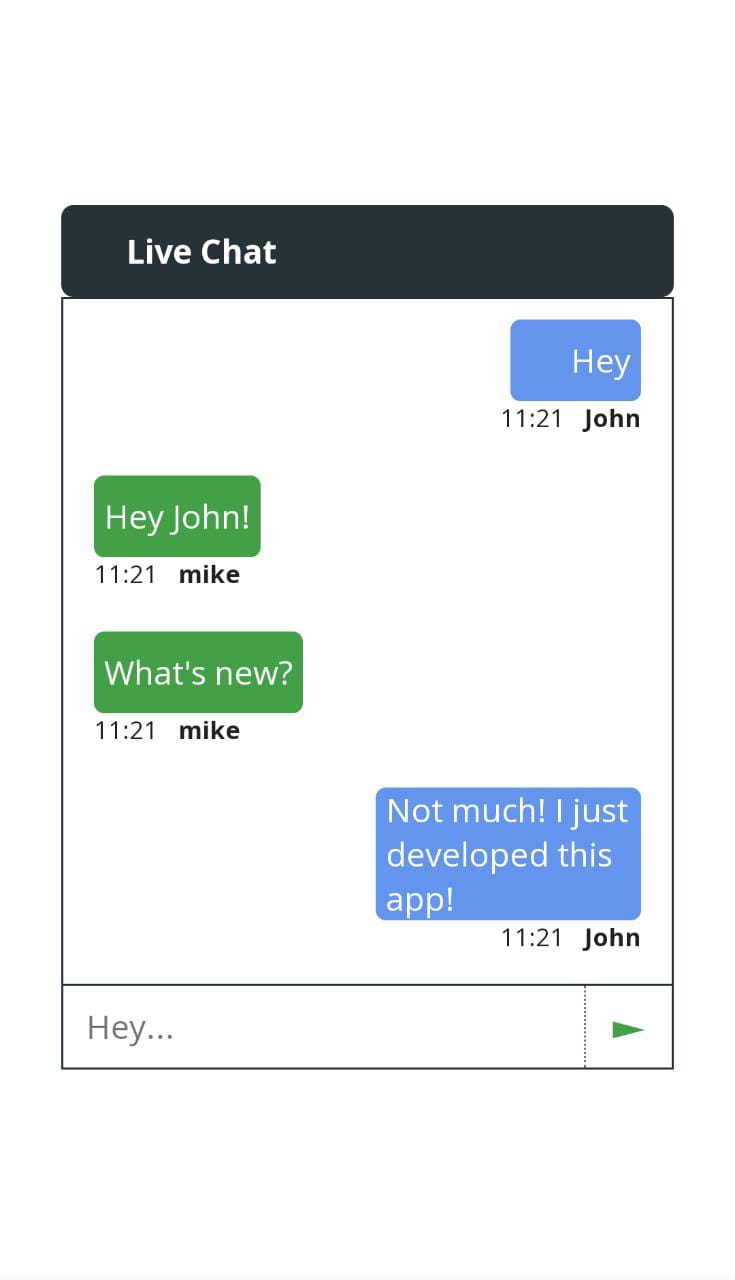 Live Chat
Hey
11:21 John
Hey John!
11:21 mike
What's new?
11:21 mike
Not much! I just
developed this
app!
11:21 John
Hey...